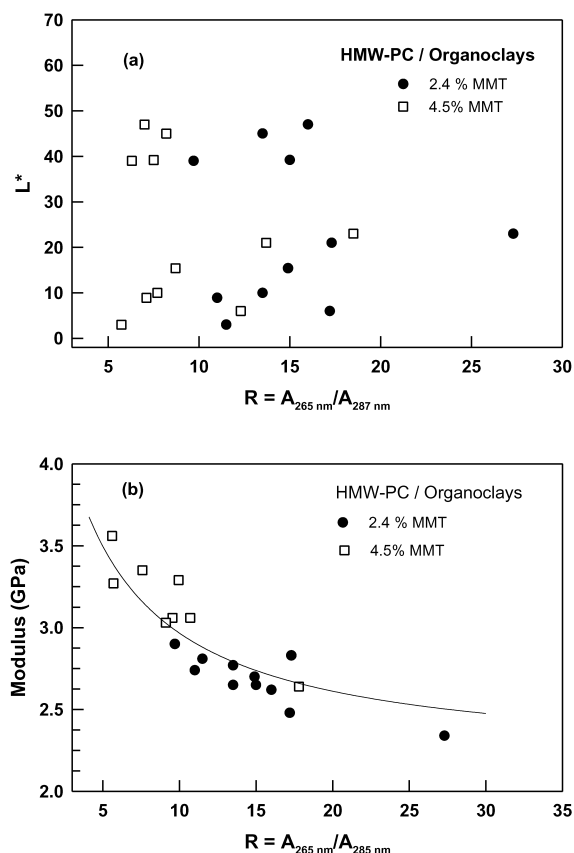 (a)
HMW-PC / Organoclays
2.4 % MMT
4.5% MMT
70
60
50
40
30
20
10
0
L*
5 10 15 20 25 30
R = A265 nm/A287 nm
(b)
HMW-PC / Organoclays
2.4 % MMT
4.5% MMT
4.0
3.5
3.0
2.5
2.0
Modulus (GPa)
5 10 15 20 25 30 35
R = A265 nm/A285 nm